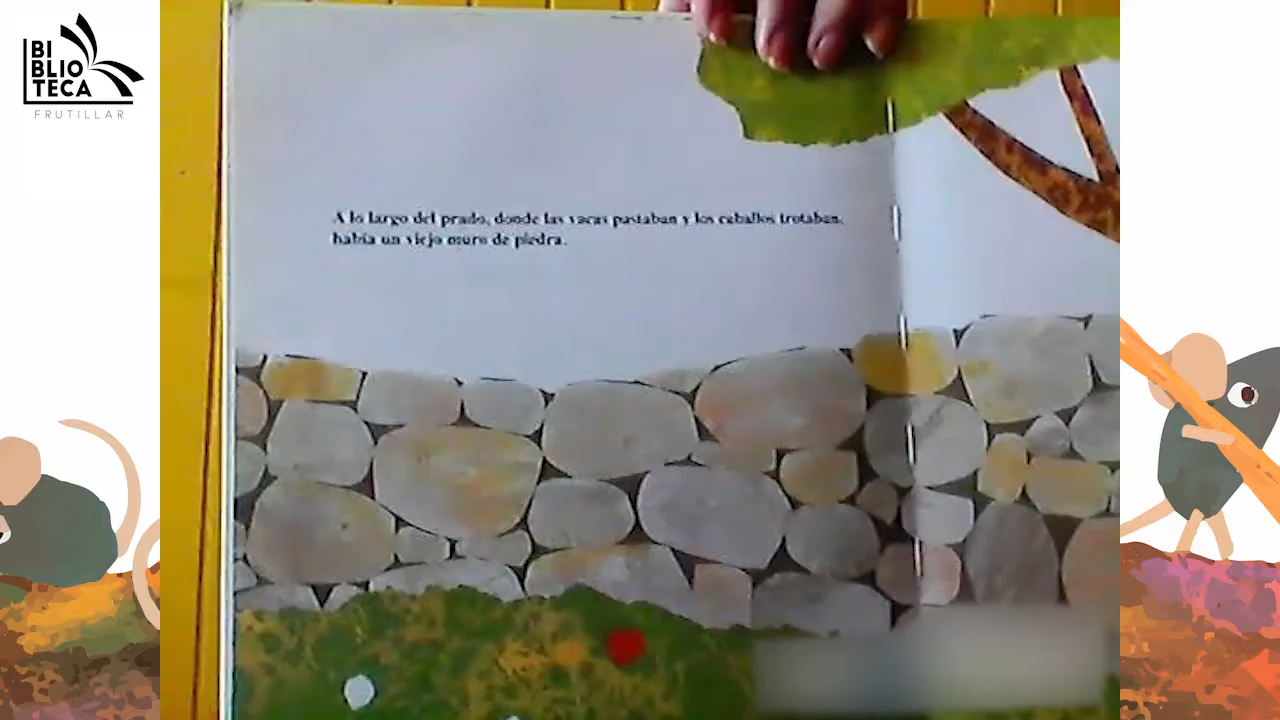 BI
BLIO
TECA
FRUTILLAR
A lo largo del prado, donde las vacas pastaban y los caballos trotaban,
había un viejo muro de piedra.